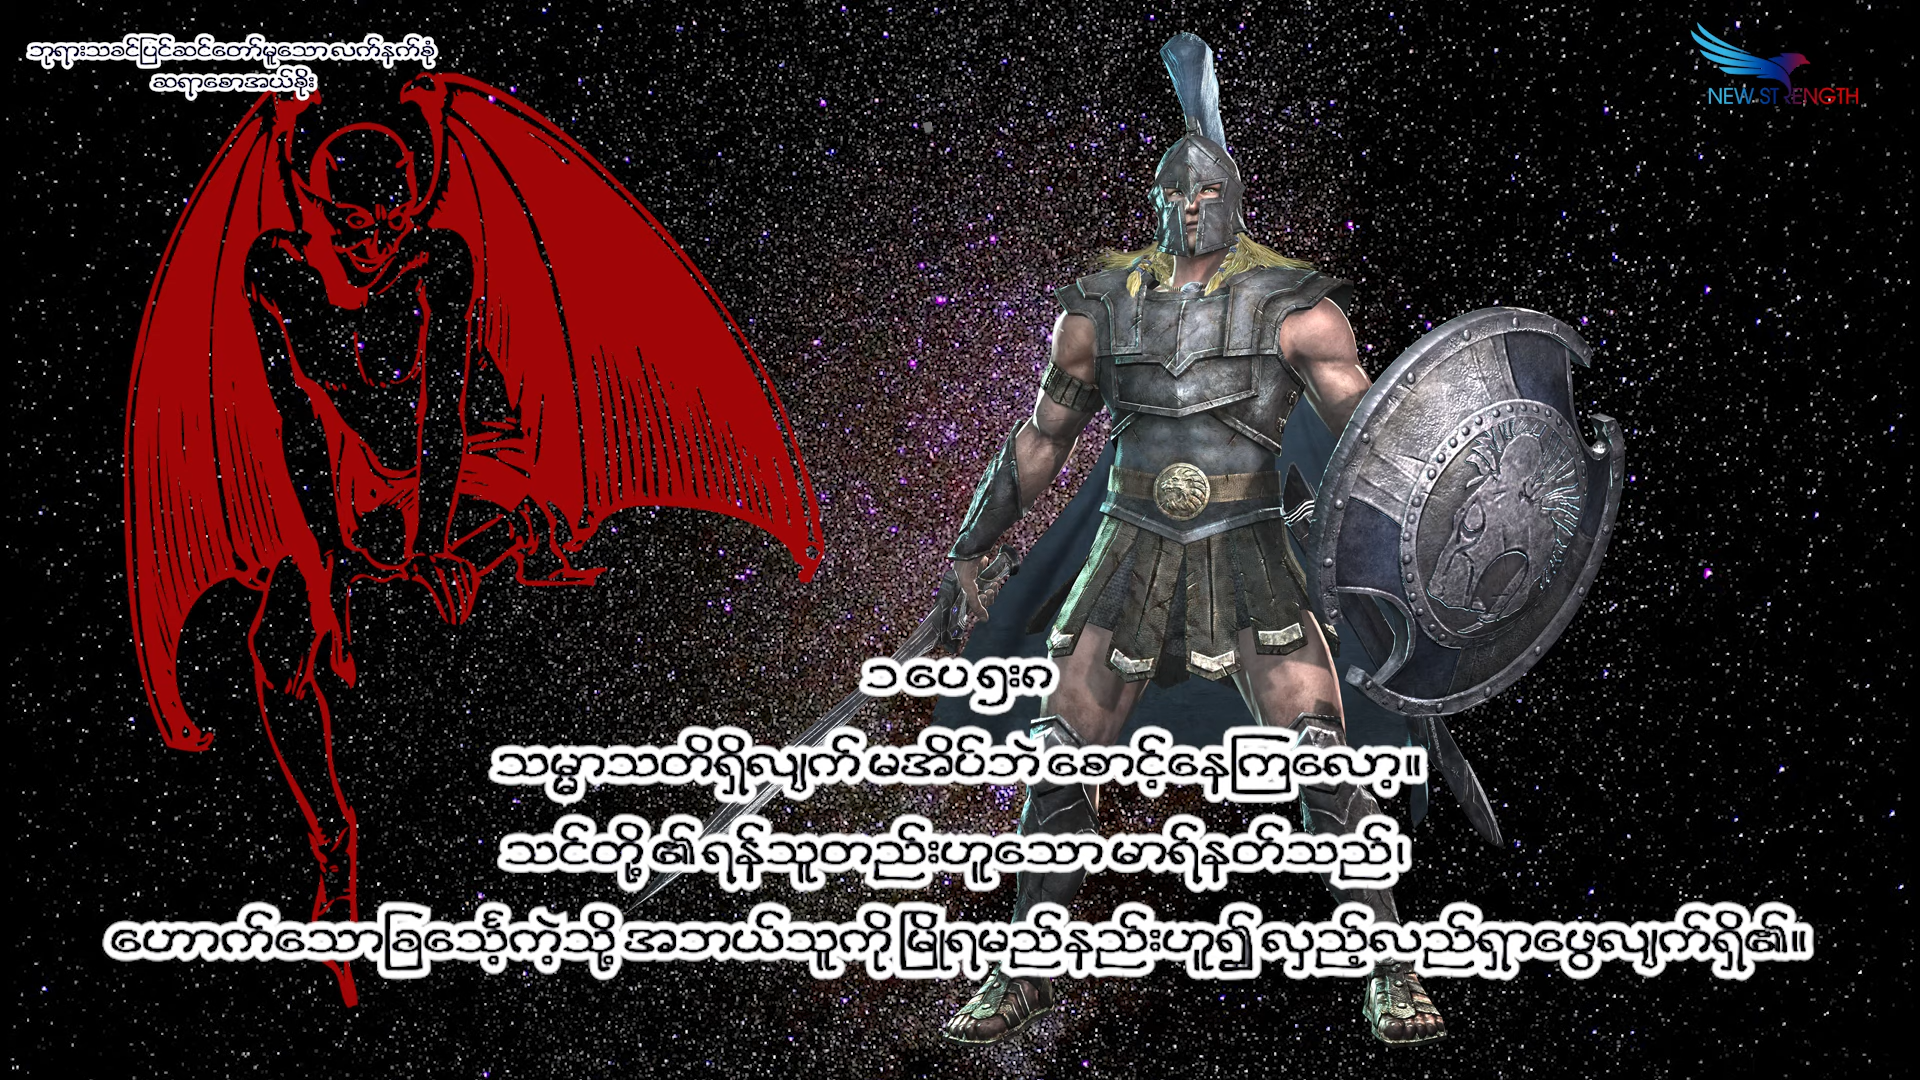 ဘုရားသခင်ပြင်ဆင်တော်မူသောလက်နက်စုံ
ဆရာစောအယ်စိုး
NEW STRENGTH
၁ပေ၅း၈
သမ္မာသတိရှိလျက် မအိပ်ဘဲ စောင့်နေကြလော့။
သင်တို့၏ ရန်သူတည်းဟူသော မာရ်နတ်သည်၊
ဟောက်သောခြင်္သေ့ကဲ့သို့ အဘယ်သူကို မြိုရမည်နည်းဟူ၍ လှည့်လည်ရှာဖွေလျက်ရှိ၏။